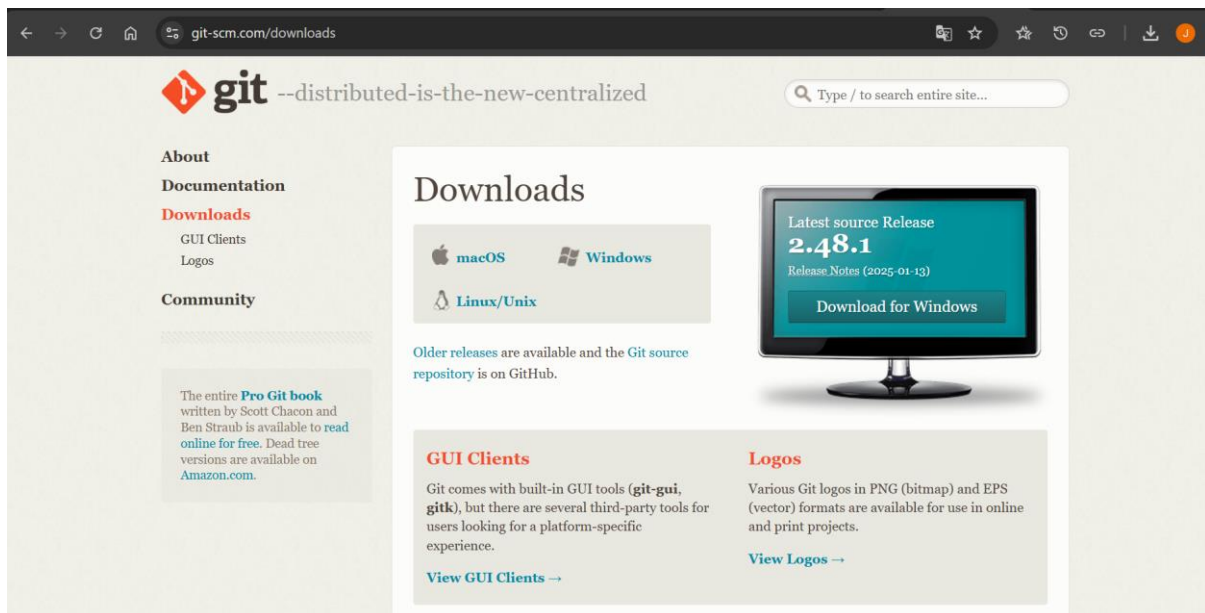 git-scm.com/downloads
J
git --distributed-is-the-new-centralized
Type / to search entire site...
About
Documentation
Downloads
GUI Clients
Logos
Community
The entire Pro Git book
written by Scott Chacon and
Ben Straub is available to read
online for free. Dead tree
versions are available on
Amazon.com.
Downloads
macOS
Windows
Linux/Unix
Older releases are available and the Git source
repository is on GitHub.
Latest source Release
2.48.1
Release Notes (2025-01-13)
Download for Windows
GUI Clients
Git comes with built-in GUI tools (git-gui,
gitk), but there are several third-party tools for
users looking for a platform-specific
experience.
View GUI Clients →
Logos
Various Git logos in PNG (bitmap) and EPS
(vector) formats are available for use in online
and print projects.
View Logos →